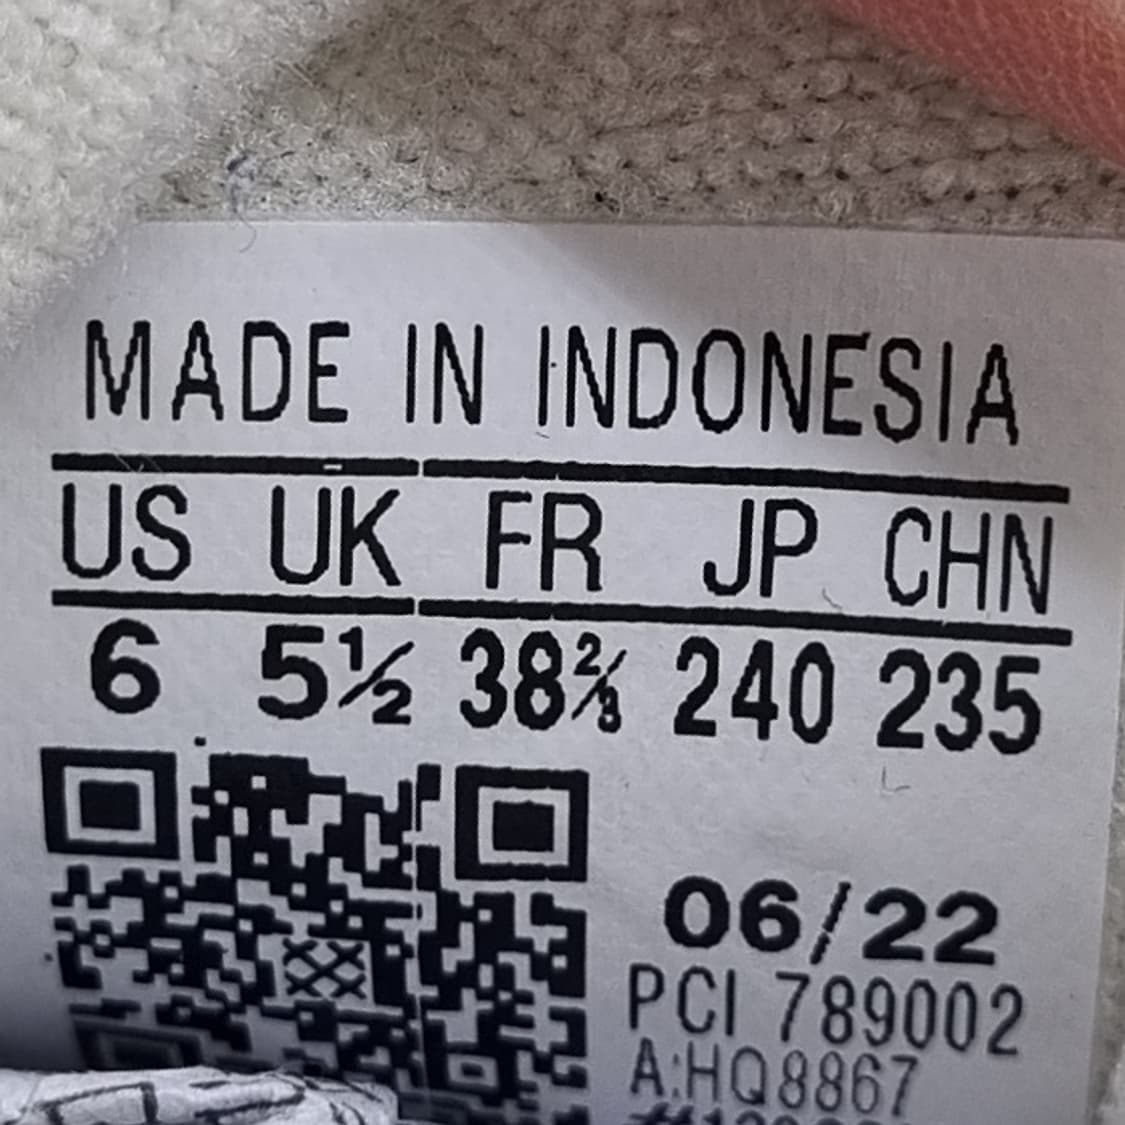 MADE IN INDONESIA
US UK FR JP CHN
6 5½ 38⅔ 240 235
06/22
PCI 789002
A:HQ8867